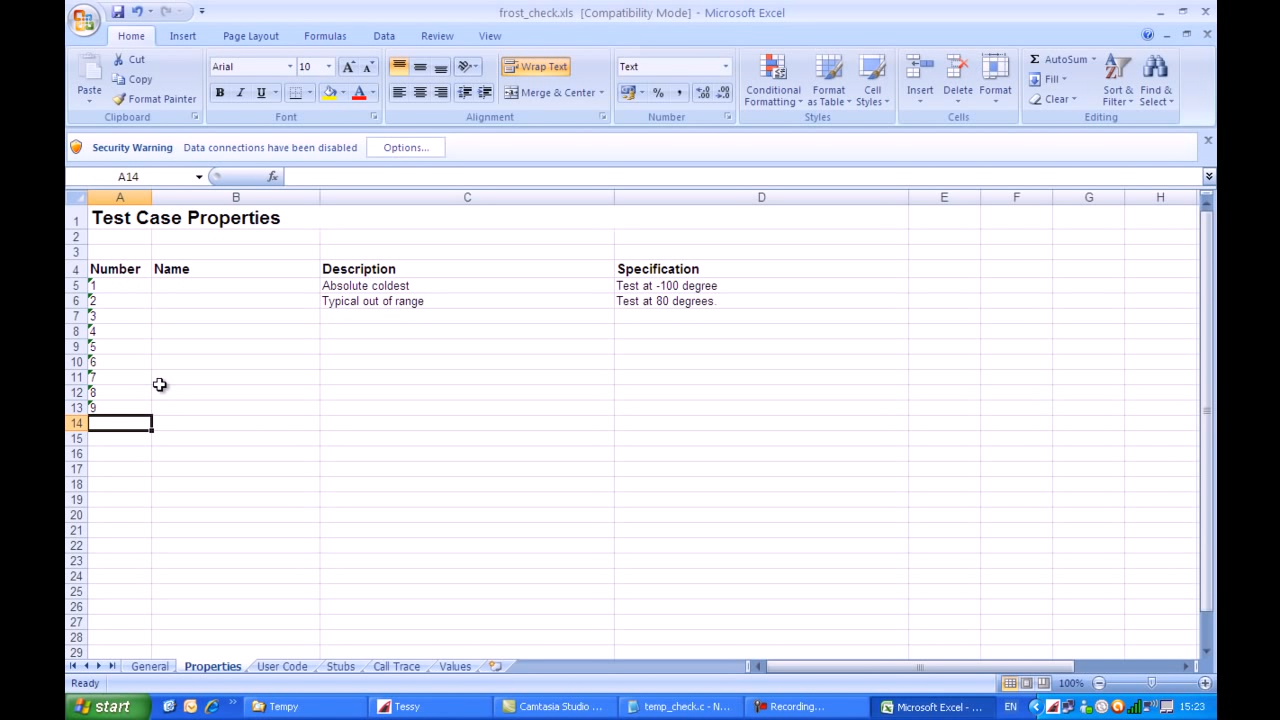 frost_check.xls [Compatibility Mode] - Microsoft Excel
Home Insert Page Layout Formulas Data Review View
Paste Cut Copy Format Painter Clipboard
Arial 10 A A B I U A Font
Wrap Text Merge & Center Alignment
Text % , Number
Conditional Formatting Format as Table Cell Styles Styles
Insert Delete Format Cells
Σ AutoSum Fill Clear Sort & Filter Find & Select Editing
Security Warning Data connections have been disabled Options...
A14 fx
A B C D E F G H
1 Test Case Properties
2
3
4 Number Name Description Specification
5 1 Absolute coldest Test at -100 degree
6 2 Typical out of range Test at 80 degrees.
7 3
8 4
9 5
10 6
11 7
12 8
13 9
14
15
16
17
18
19
20
21
22
23
24
25
26
27
28
29
General Properties User Code Stubs Call Trace Values
Ready 100%
start Tempy Tessy Camtasia Studio ... temp_check.c - N... Recording... Microsoft Excel - ... EN 15:23